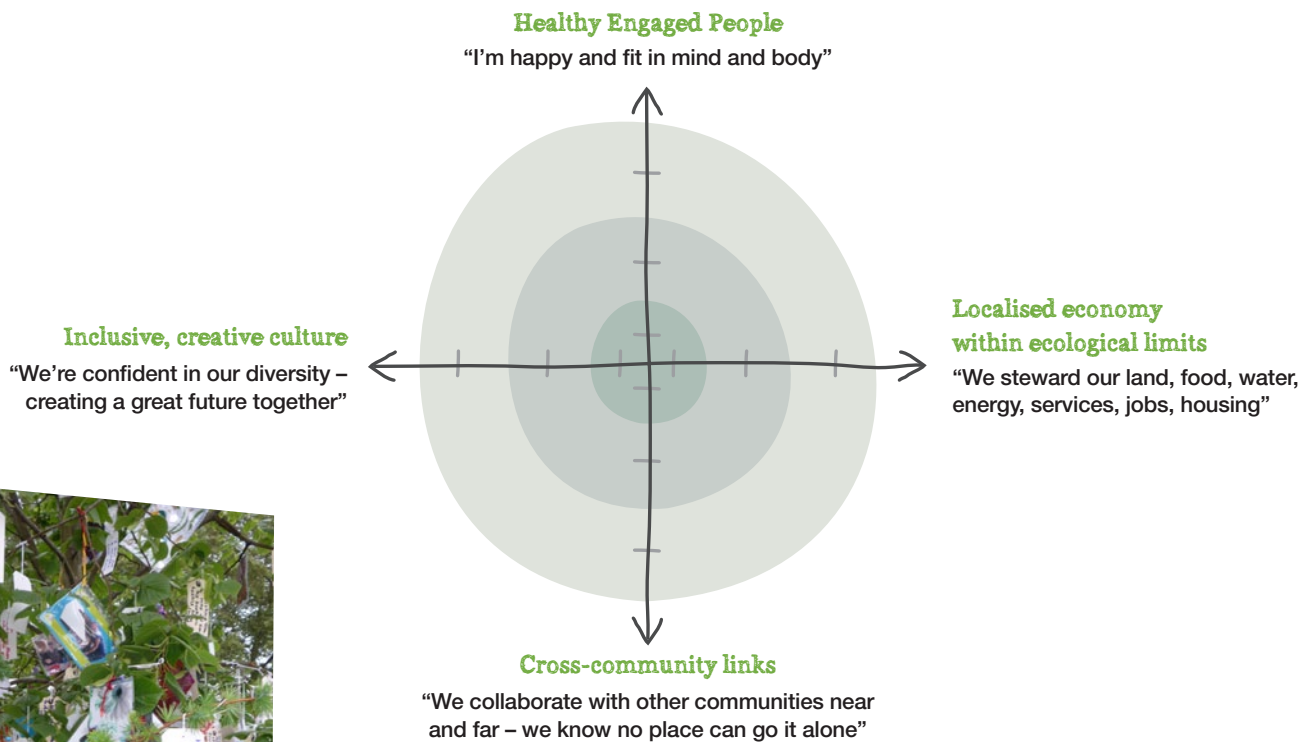 Healthy Engaged People
“I’m happy and fit in mind and body”
Inclusive, creative culture
“We’re confident in our diversity –
creating a great future together”
Localised economy
within ecological limits
“We steward our land, food, water,
energy, services, jobs, housing”
Cross-community links
“We collaborate with other communities near
and far – we know no place can go it alone”